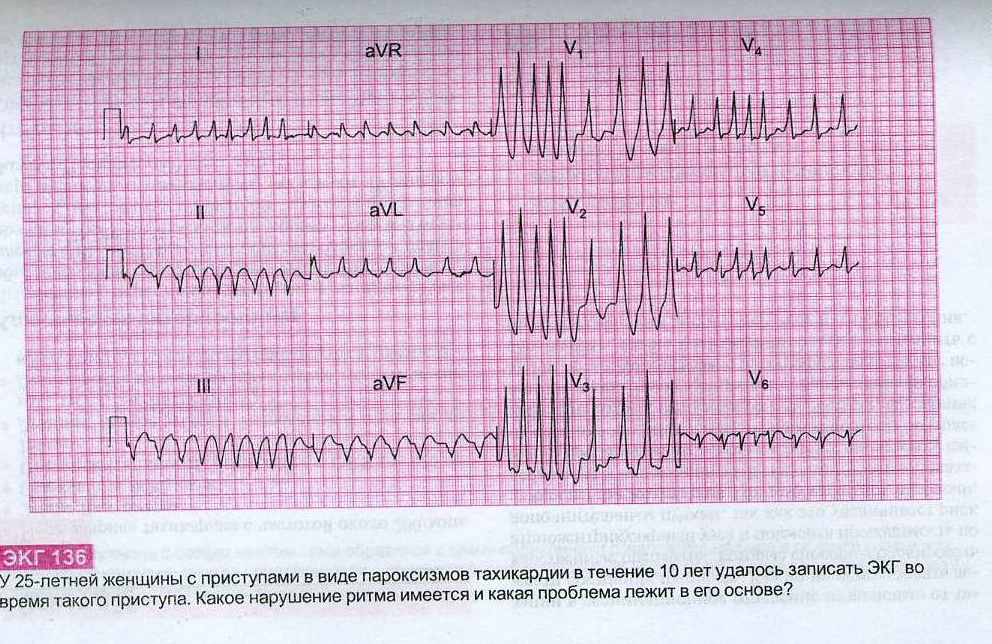 I aVR V₁ V₄
II aVL V₂ V₅
III aVF V₃ V₆
ЭКГ 136
У 25-летней женщины с приступами в виде пароксизмов тахикардии в течение 10 лет удалось записать ЭКГ во
время такого приступа. Какое нарушение ритма имеется и какая проблема лежит в его основе?